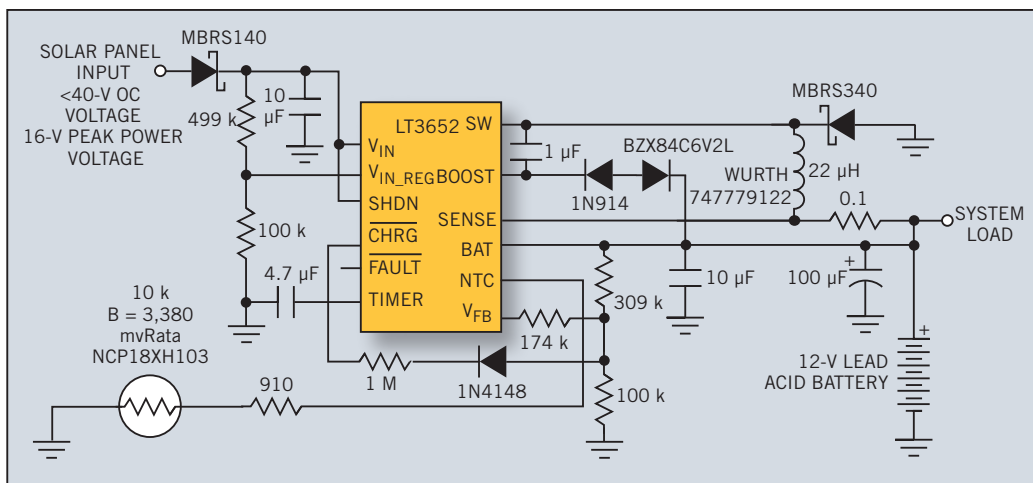 MBRS140
SOLAR PANEL
INPUT
<40-V OC
VOLTAGE
16-V PEAK POWER
VOLTAGE
499 k
10
µF
LT3652
SW
VIN
VIN_REG
BOOST
SHDN
SENSE
CHRG
BAT
FAULT
NTC
TIMER
VFB
1 µF
BZX84C6V2L
1N914
MBRS340
WURTH
747779122
22 µH
0.1
SYSTEM
LOAD
100 k
4.7 µF
10 k
B = 3,380
mvRata
NCP18XH103
910
1 M
1N4148
174 k
309 k
100 k
10 µF
+
100 µF
+
12-V LEAD
ACID BATTERY